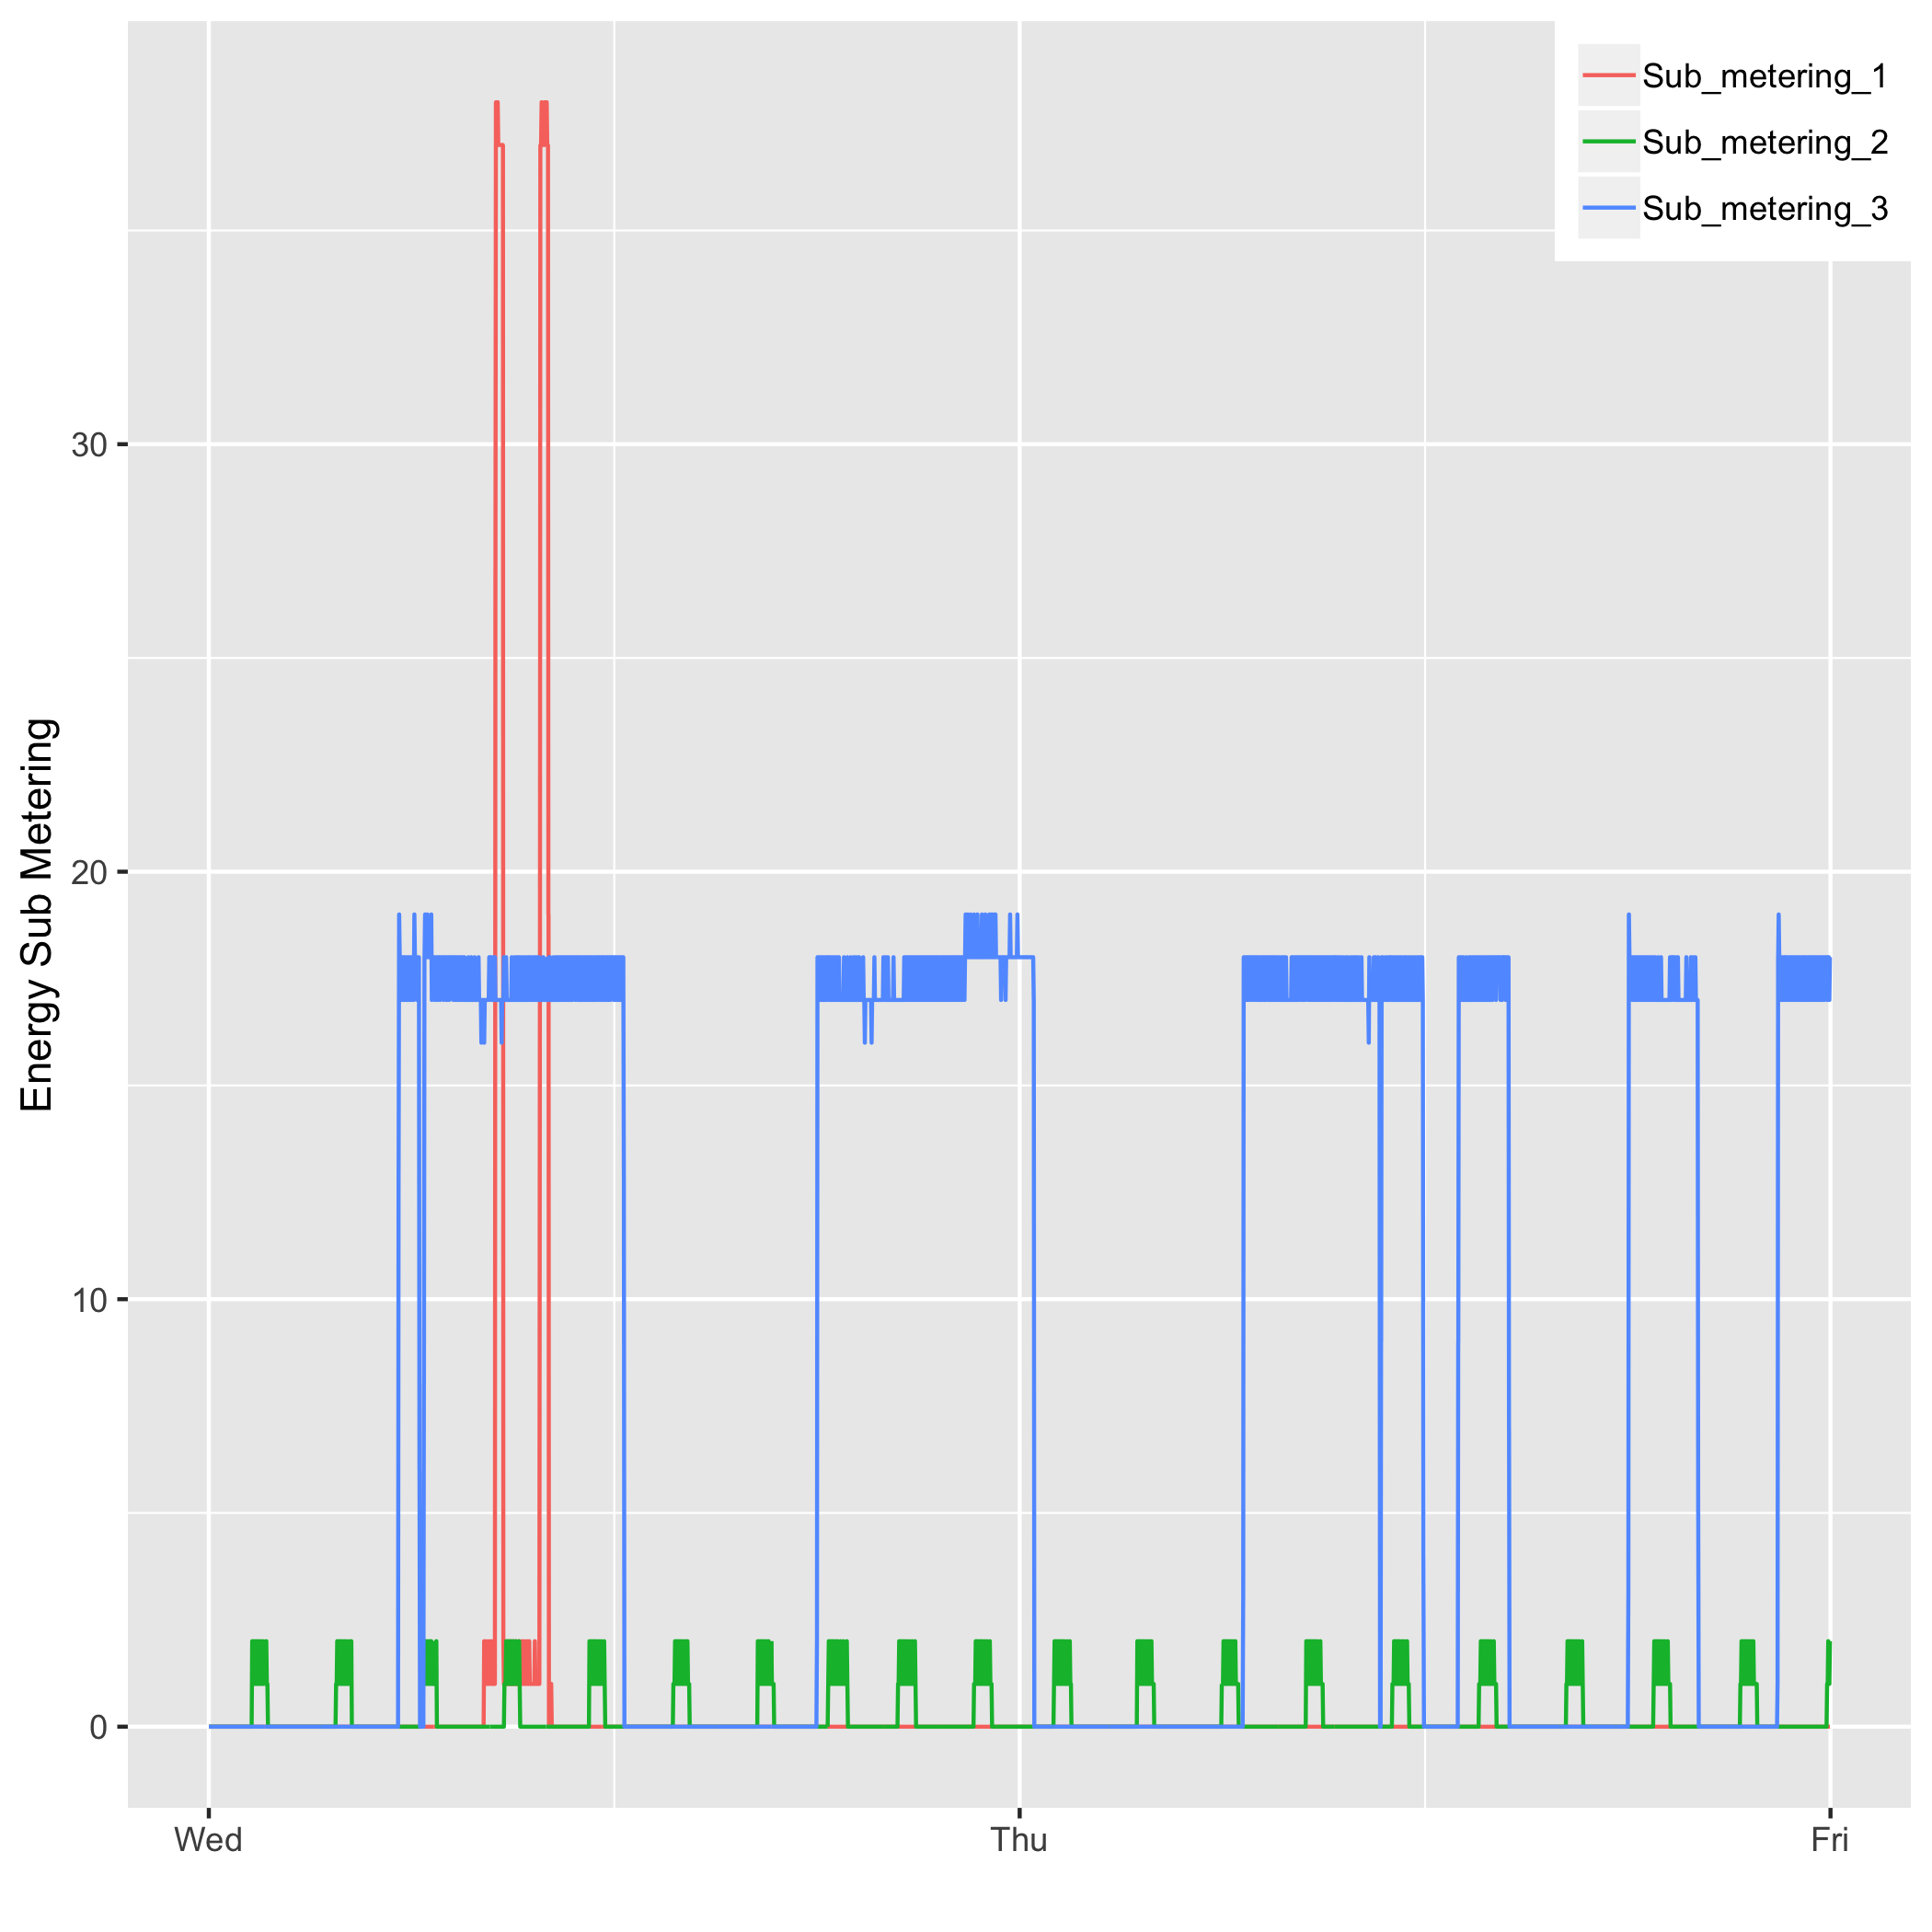 Sub_metering_1
Sub_metering_2
Sub_metering_3
Energy Sub Metering
30
20
10
0
Wed
Thu
Fri